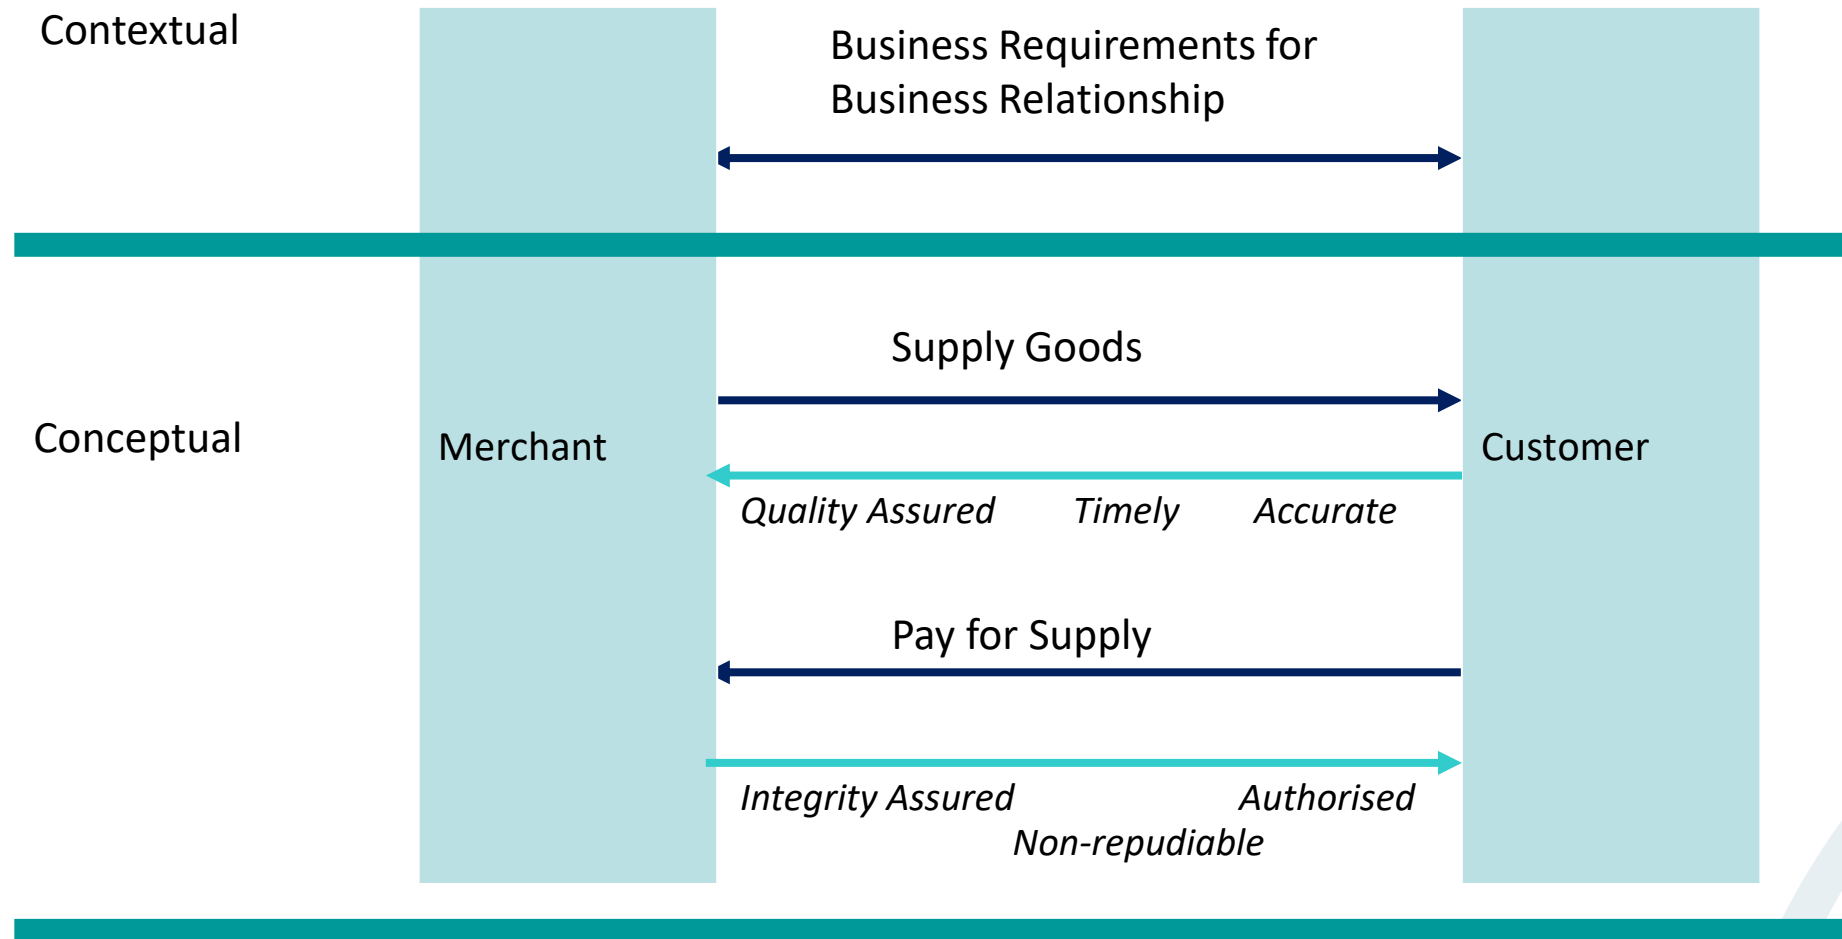 Contextual
Business Requirements for
Business Relationship
Supply Goods
Conceptual
Merchant
Customer
Quality Assured Timely Accurate
Pay for Supply
Integrity Assured Authorised
Non-repudiable